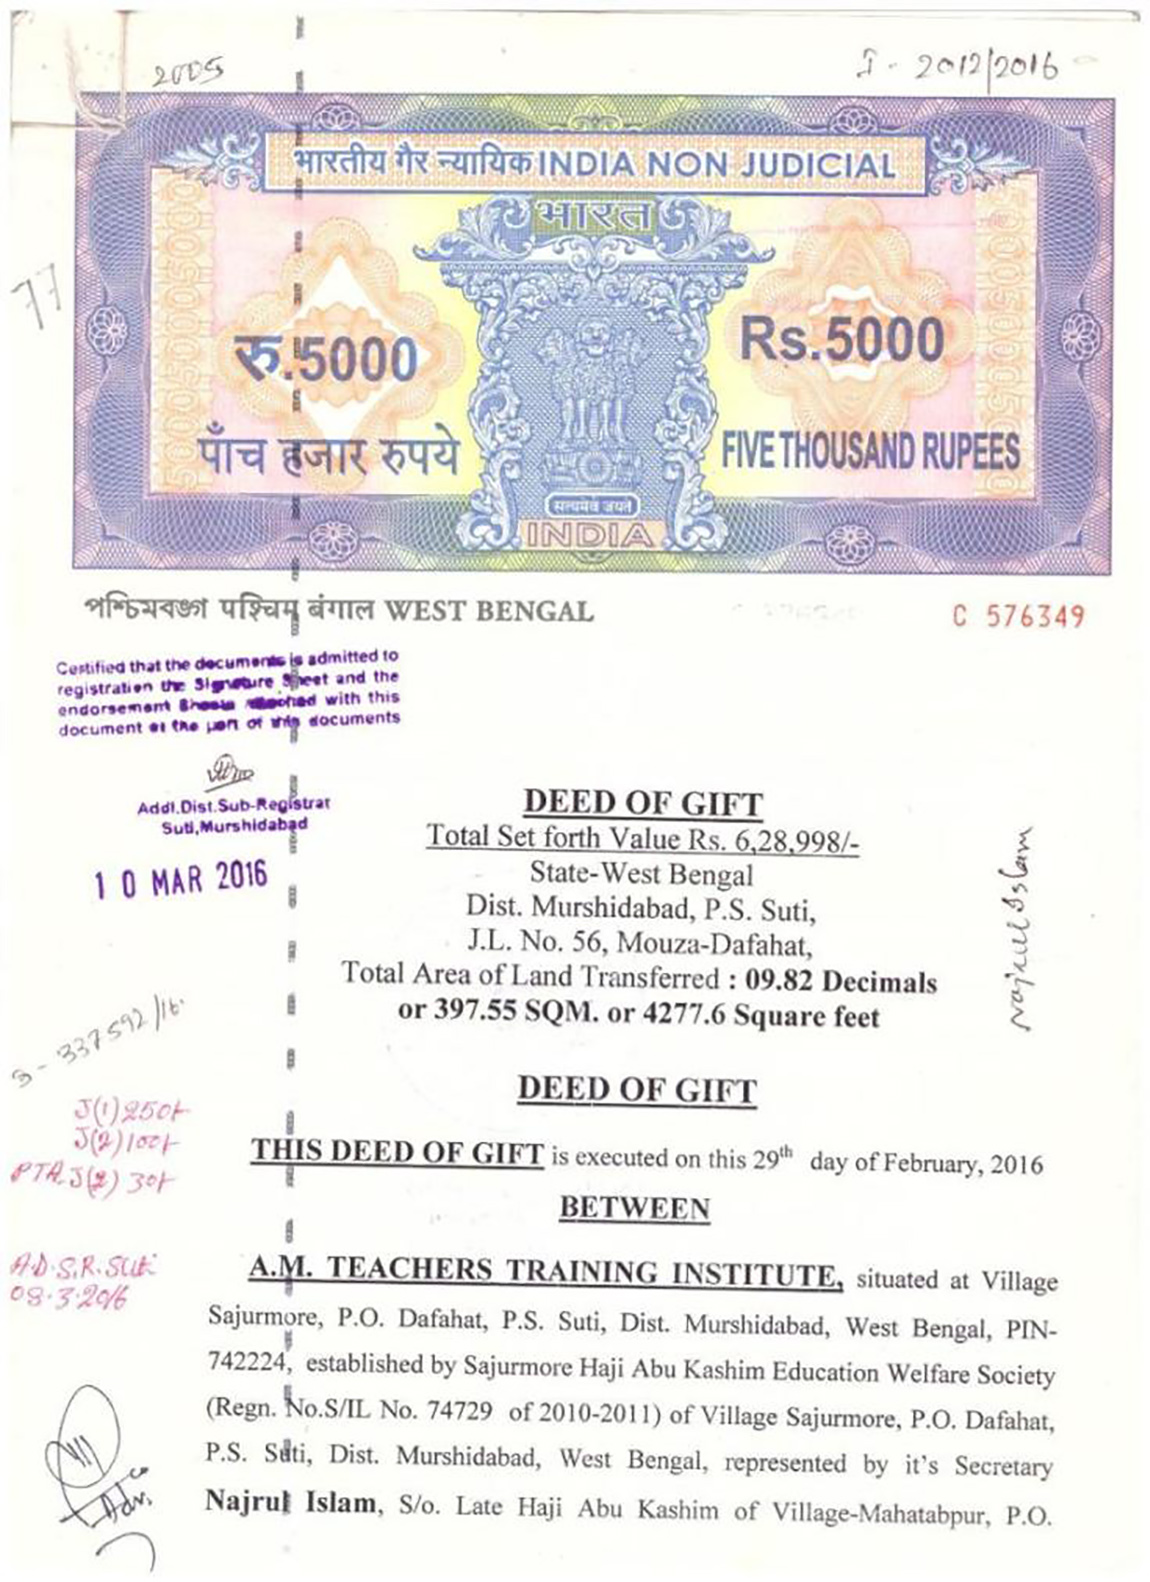 2005
I - 2012/2016
भारतीय गैर न्यायिक INDIA NON JUDICIAL
भारत
77
रु.5000
Rs.5000
पाँच हजार रुपये
FIVE THOUSAND RUPEES
सत्यमेव जयते
INDIA
পশ্চিমবঙ্গ पश्चिम बंगाल WEST BENGAL
C 576349
Certified that the documents is admitted to
registration the Signature Sheet and the
endorsement Sheets attached with this
document are the part of this documents
Addl.Dist.Sub-Registrar
Suti,Murshidabad
10 MAR 2016
DEED OF GIFT
Total Set forth Value Rs. 6,28,998/-
State-West Bengal
Dist. Murshidabad, P.S. Suti,
J.L. No. 56, Mouza-Dafahat,
Total Area of Land Transferred : 09.82 Decimals
or 397.55 SQM. or 4277.6 Square feet
Najrul Islam
337592/16
J(1) 250/-
J(2) 100/-
PTA J(2) 30/-
DEED OF GIFT
THIS DEED OF GIFT is executed on this 29th day of February, 2016
BETWEEN
A.D.S.R. Suti
08.3.2016
A.M. TEACHERS TRAINING INSTITUTE, situated at Village
Sajurmore, P.O. Dafahat, P.S. Suti, Dist. Murshidabad, West Bengal, PIN-
742224, established by Sajurmore Haji Abu Kashim Education Welfare Society
(Regn. No.S/IL No. 74729 of 2010-2011) of Village Sajurmore, P.O. Dafahat,
P.S. Suti, Dist. Murshidabad, West Bengal, represented by it's Secretary
Najrul Islam, S/o. Late Haji Abu Kashim of Village-Mahatabpur, P.O.
Adv.